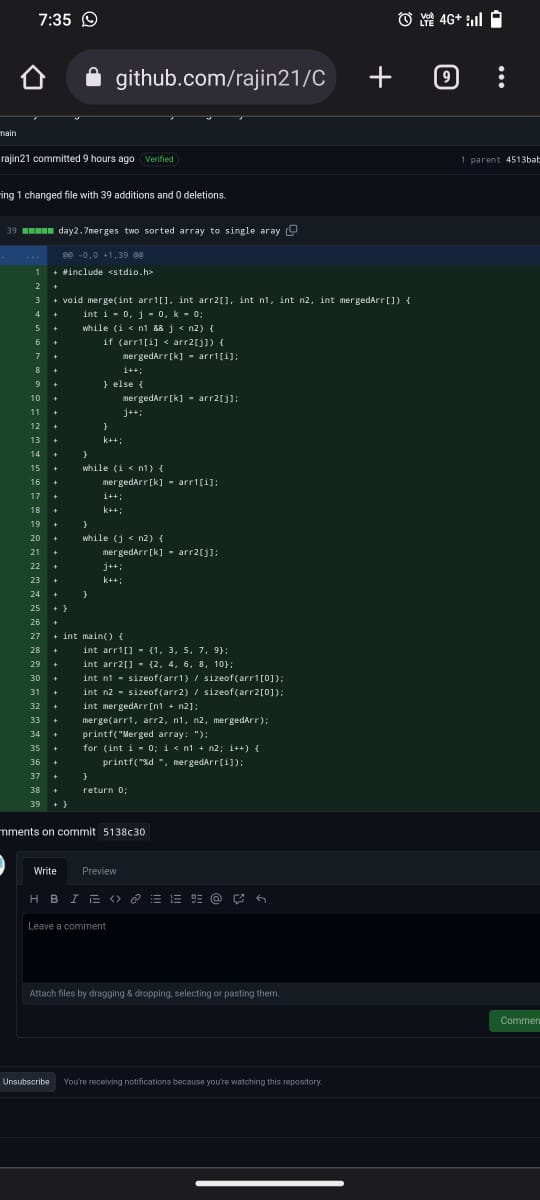 7:35
Vo) LTE 4G+
github.com/rajin21/C
9
main
rajin21 committed 9 hours ago Verified
1 parent 4513bab
ing 1 changed file with 39 additions and 0 deletions.
39 day2.7merges two sorted array to single aray
... @@ -0,0 +1,39 @@
1 + #include <stdio.h>
2 +
3 + void merge(int arr1[], int arr2[], int n1, int n2, int mergedArr[]) {
4 +     int i = 0, j = 0, k = 0;
5 +     while (i < n1 && j < n2) {
6 +         if (arr1[i] < arr2[j]) {
7 +             mergedArr[k] = arr1[i];
8 +             i++;
9 +         } else {
10 +             mergedArr[k] = arr2[j];
11 +             j++;
12 +         }
13 +         k++;
14 +     }
15 +     while (i < n1) {
16 +         mergedArr[k] = arr1[i];
17 +         i++;
18 +         k++;
19 +     }
20 +     while (j < n2) {
21 +         mergedArr[k] = arr2[j];
22 +         j++;
23 +         k++;
24 +     }
25 + }
26 +
27 + int main() {
28 +     int arr1[] = {1, 3, 5, 7, 9};
29 +     int arr2[] = {2, 4, 6, 8, 10};
30 +     int n1 = sizeof(arr1) / sizeof(arr1[0]);
31 +     int n2 = sizeof(arr2) / sizeof(arr2[0]);
32 +     int mergedArr[n1 + n2];
33 +     merge(arr1, arr2, n1, n2, mergedArr);
34 +     printf("Merged array: ");
35 +     for (int i = 0; i < n1 + n2; i++) {
36 +         printf("%d ", mergedArr[i]);
37 +     }
38 +     return 0;
39 + }
mments on commit 5138c30
Write Preview
Leave a comment
Attach files by dragging & dropping, selecting or pasting them.
Commen
Unsubscribe You're receiving notifications because you're watching this repository.